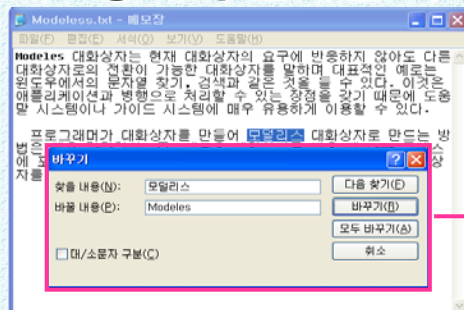 Modeless.txt - 메모장
파일(F) 편집(E) 서식(O) 보기(V) 도움말(H)
Modeles 대화상자는 현재 대화상자의 요구에 반응하지 않아도 다른
대화상자로의 전환이 가능한 대화상자를 말하며 대표적인 예로는
윈도우에서의 문자열 찾기, 검색과 같은 것을 들 수 있다. 이것은
애플리케이션과 병행으로 처리할 수 있는 장점을 갖기 때문에 도움
말 시스템이나 가이드 시스템에 매우 유용하게 이용할 수 있다.
프로그래머가 대화상자를 만들어 모덜리스 대화상자로 만드는 방
법은
스
에
상
자를
바꾸기
찾을 내용(N): 모덜리스 다음 찾기(F)
바꿀 내용(P): Modeles 바꾸기(R)
모두 바꾸기(A)
대/소문자 구분(C) 취소